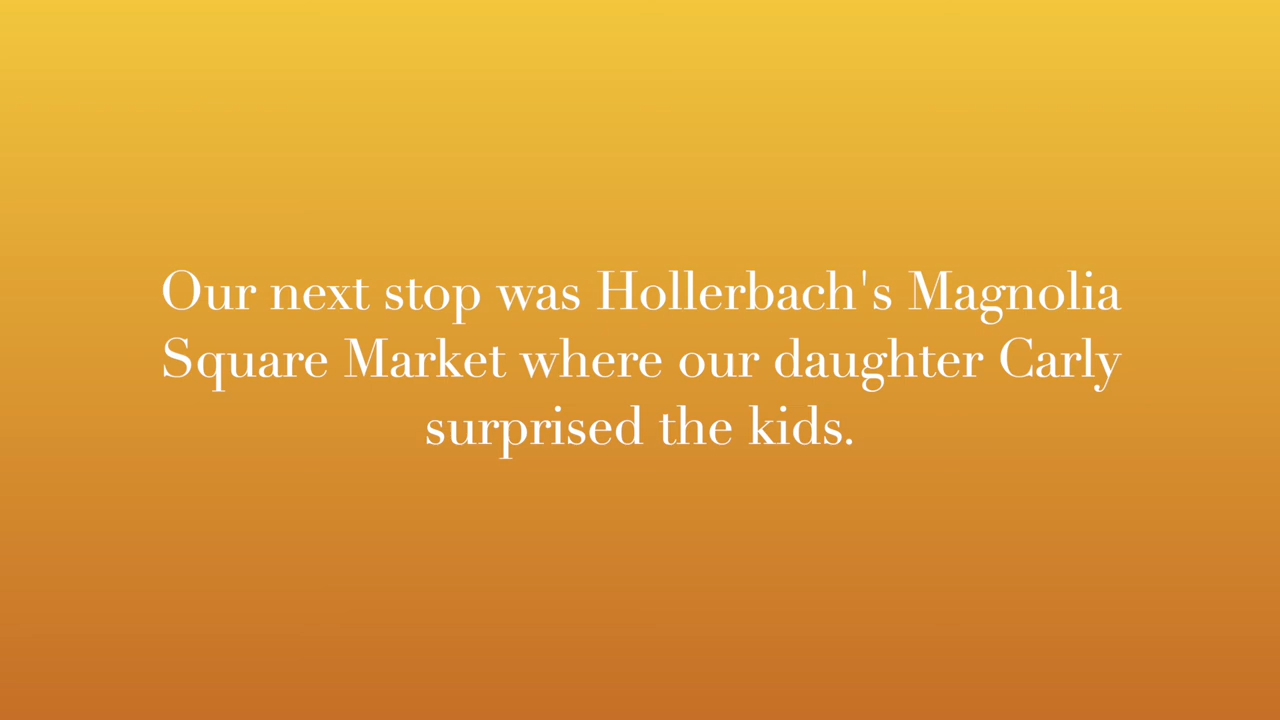 Our next stop was Hollerbach's Magnolia
Square Market where our daughter Carly
surprised the kids.